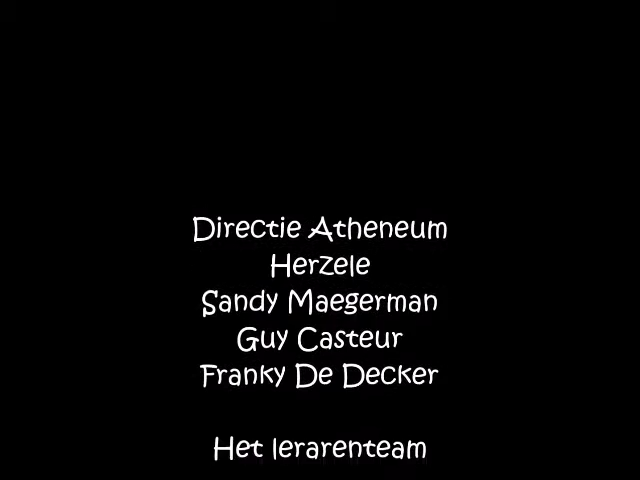 Directie Atheneum
Herzele
Sandy Maegerman
Guy Casteur
Franky De Decker
Het lerarenteam